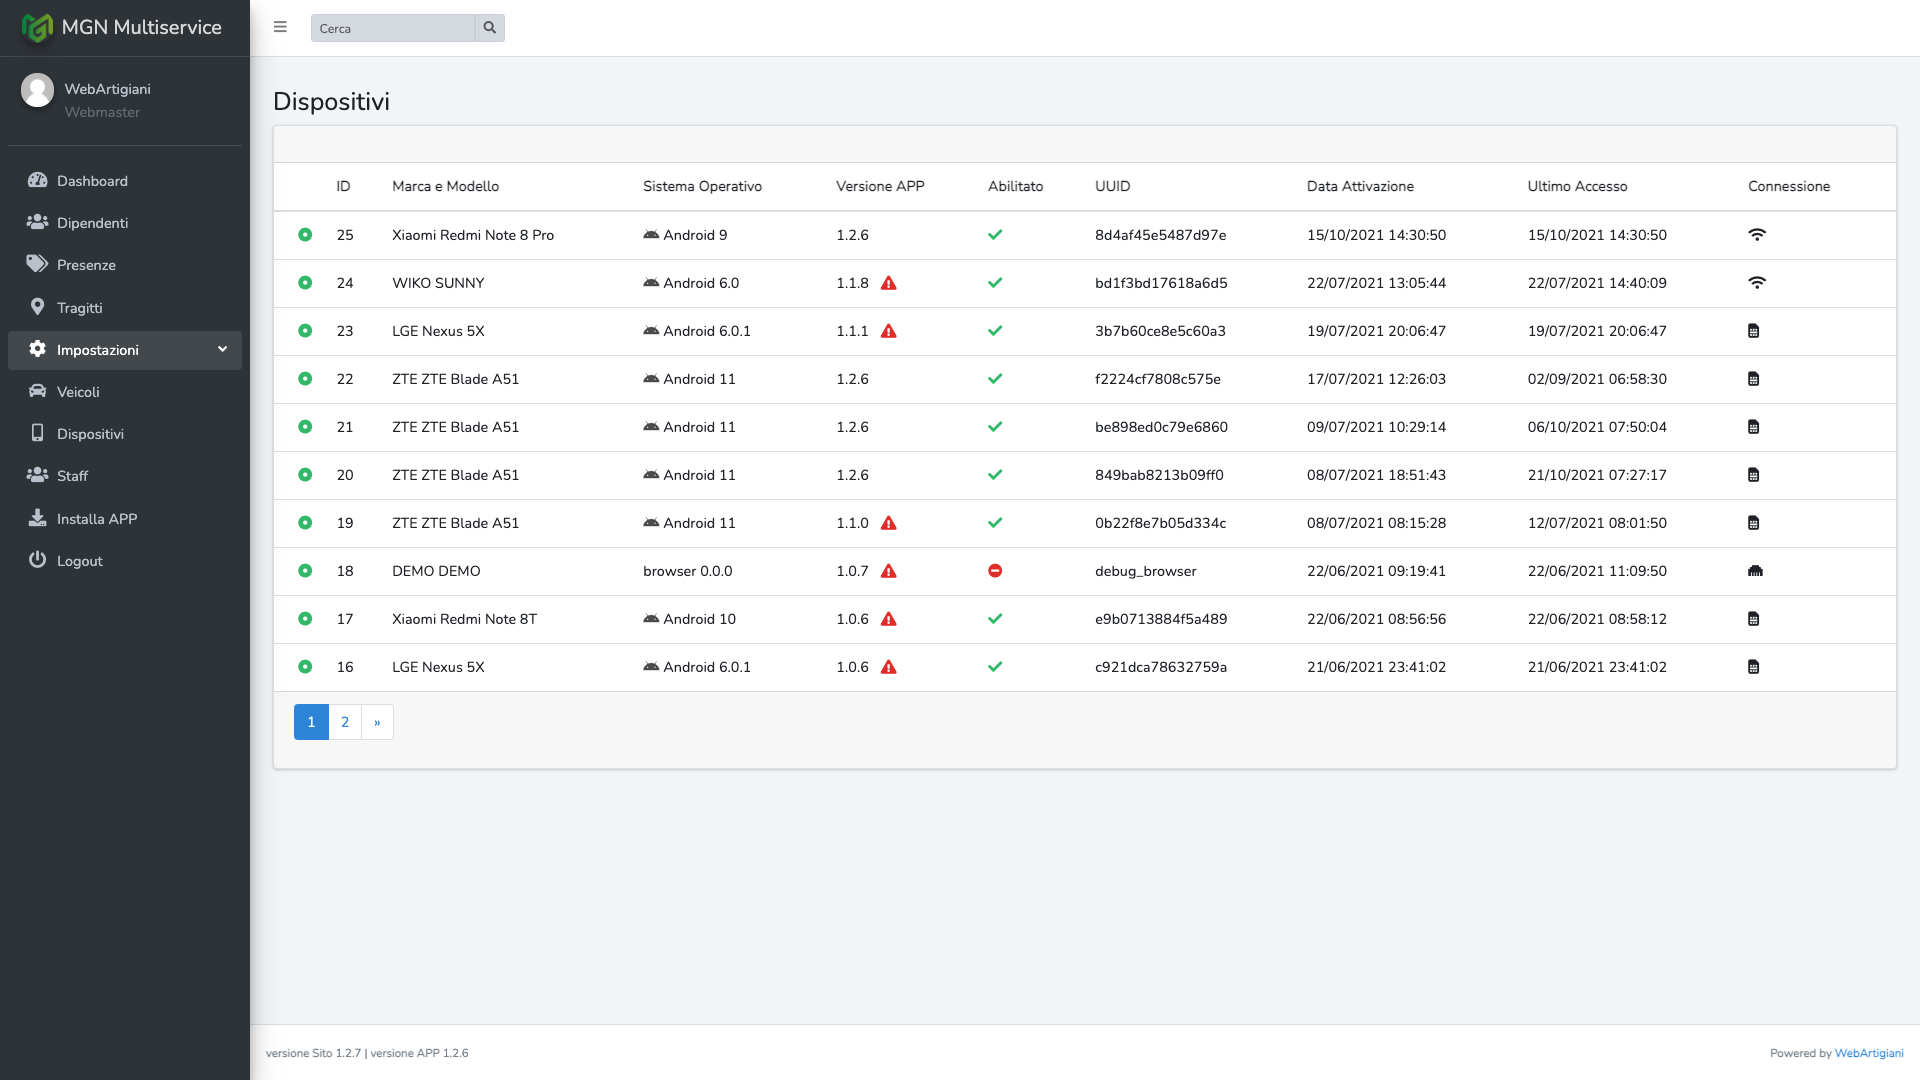 MGN Multiservice
Cerca
WebArtigiani
Webmaster
Dashboard
Dipendenti
Presenze
Tragitti
Impostazioni
Veicoli
Dispositivi
Staff
Installa APP
Logout
Dispositivi
ID Marca e Modello Sistema Operativo Versione APP Abilitato UUID Data Attivazione Ultimo Accesso Connessione
25 Xiaomi Redmi Note 8 Pro Android 9 1.2.6 8d4af45e5487d97e 15/10/2021 14:30:50 15/10/2021 14:30:50
24 WIKO SUNNY Android 6.0 1.1.8 bd1f3bd17618a6d5 22/07/2021 13:05:44 22/07/2021 14:40:09
23 LGE Nexus 5X Android 6.0.1 1.1.1 3b7b60ce8e5c60a3 19/07/2021 20:06:47 19/07/2021 20:06:47
22 ZTE ZTE Blade A51 Android 11 1.2.6 f2224cf7808c575e 17/07/2021 12:26:03 02/09/2021 06:58:30
21 ZTE ZTE Blade A51 Android 11 1.2.6 be898ed0c79e6860 09/07/2021 10:29:14 06/10/2021 07:50:04
20 ZTE ZTE Blade A51 Android 11 1.2.6 849bab8213b09ff0 08/07/2021 18:51:43 21/10/2021 07:27:17
19 ZTE ZTE Blade A51 Android 11 1.1.0 0b22f8e7b05d334c 08/07/2021 08:15:28 12/07/2021 08:01:50
18 DEMO DEMO browser 0.0.0 1.0.7 debug_browser 22/06/2021 09:19:41 22/06/2021 11:09:50
17 Xiaomi Redmi Note 8T Android 10 1.0.6 e9b0713884f5a489 22/06/2021 08:56:56 22/06/2021 08:58:12
16 LGE Nexus 5X Android 6.0.1 1.0.6 c921dca78632759a 21/06/2021 23:41:02 21/06/2021 23:41:02
1 2 »
versione Sito 1.2.7 | versione APP 1.2.6
Powered by WebArtigiani